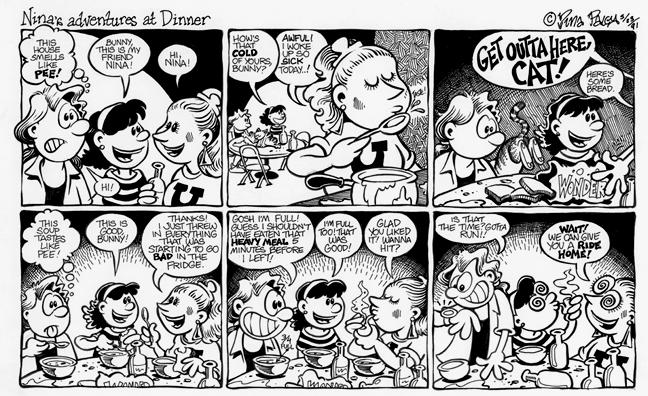 Nina's adventures at Dinner
© Nina Paley
THIS
HOUSE
SMELLS
LIKE
PEE!
BUNNY,
THIS IS MY
FRIEND
NINA!
HI,
NINA!
HI!
HOW'S
THAT
COLD
OF YOURS,
BUNNY?
AWFUL!
I WOKE
UP SO
SICK
TODAY..!
GET OUTTA HERE,
CAT!
HERE'S
SOME
BREAD.
WONDER
THIS
SOUP
TASTES
LIKE
PEE!
THIS IS
GOOD,
BUNNY!
THANKS!
I JUST THREW
IN EVERYTHING
THAT WAS
STARTING TO GO
BAD IN THE
FRIDGE.
GOSH I'M FULL!
GUESS I SHOULDN'T
HAVE EATEN THAT
HEAVY MEAL 5
MINUTES BEFORE
I LEFT!
I'M FULL,
TOO! THAT
WAS
GOOD!
GLAD
YOU LIKED
IT! WANNA
HIT?
IS THAT
THE TIME? GOTTA
RUN!!
WAIT!
WE CAN GIVE
YOU A RIDE
HOME!